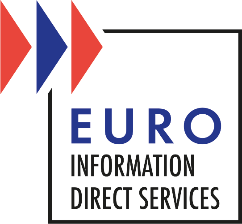 EURO
INFORMATION
DIRECT SERVICES